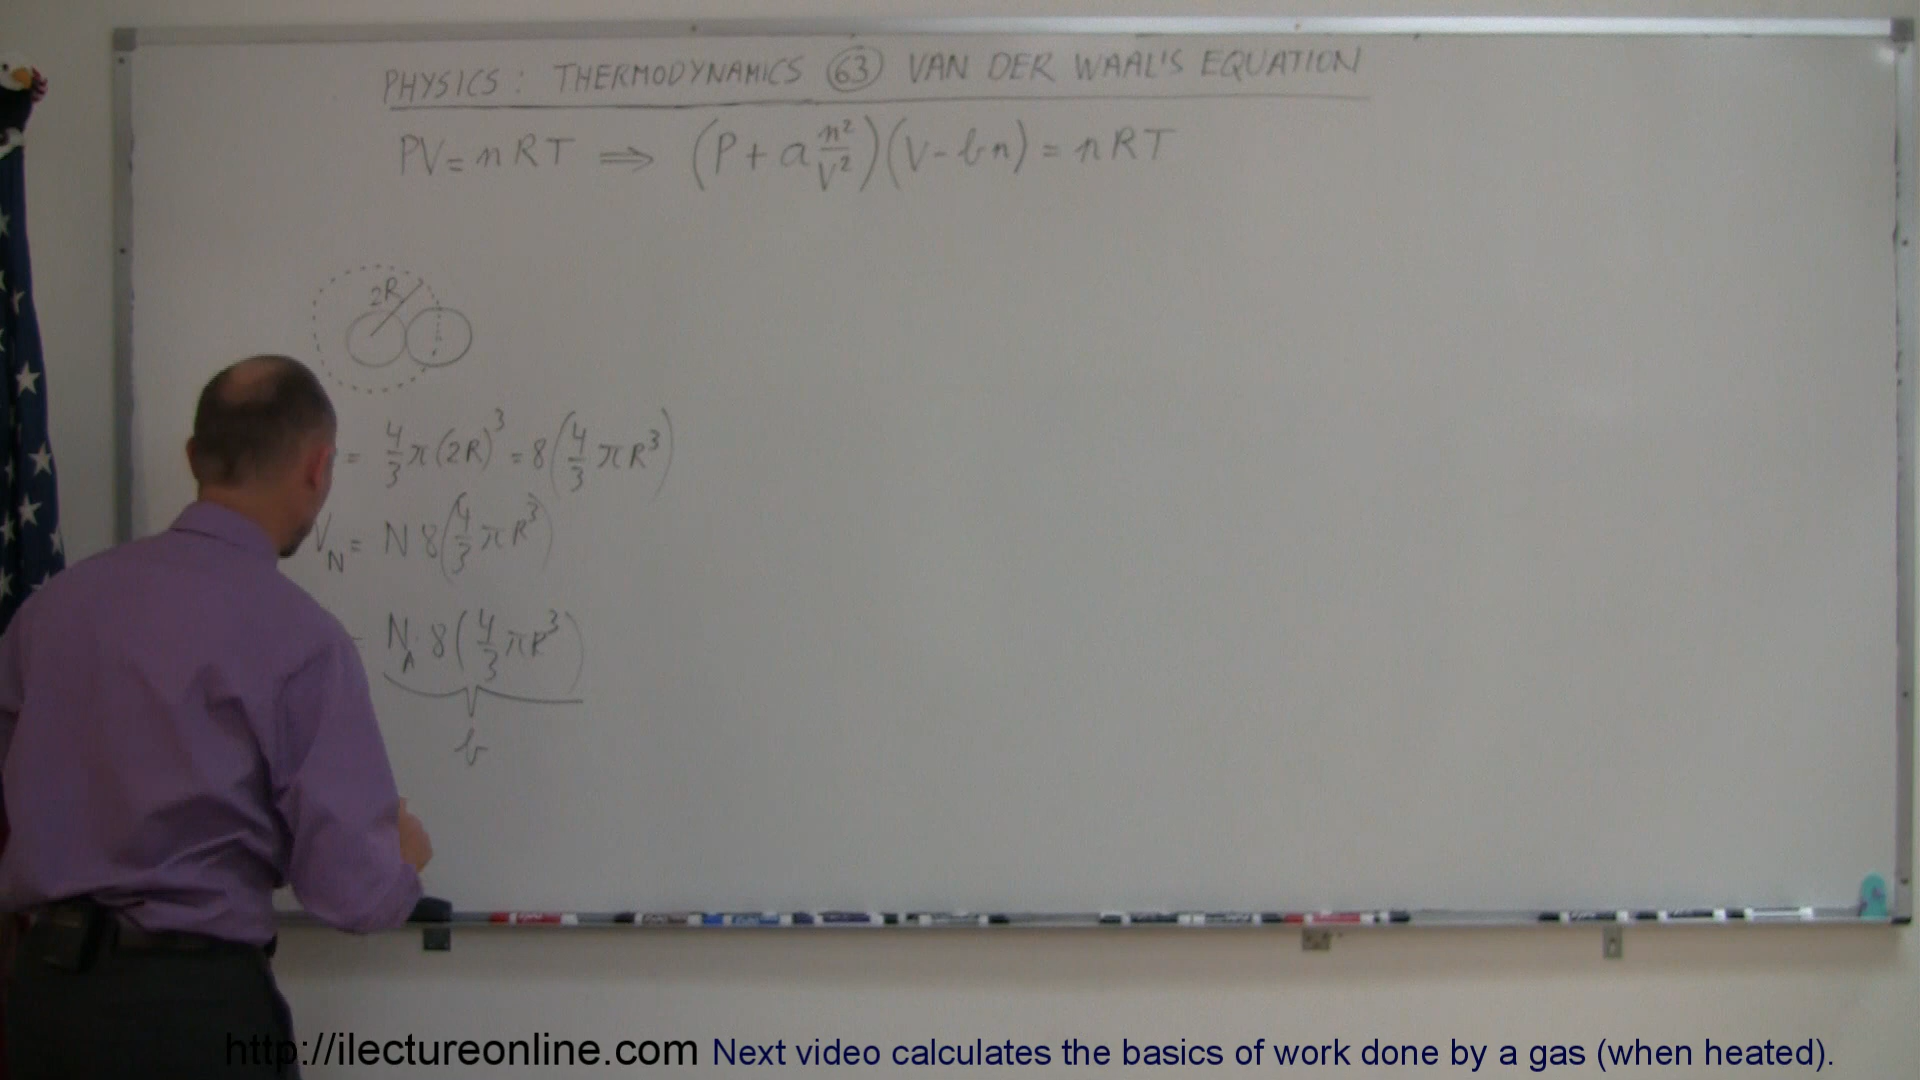 PHYSICS: THERMODYNAMICS 63 VAN DER WAAL'S EQUATION
PV = nRT ⟹ (P + a n²/V²)(V - bn) = nRT
2R
= 4/3 π(2R)³ = 8(4/3 πR³)
V_N = N 8(4/3 πR³)
N_A 8(4/3 πR³)
b
http://ilectureonline.com Next video calculates the basics of work done by a gas (when heated).